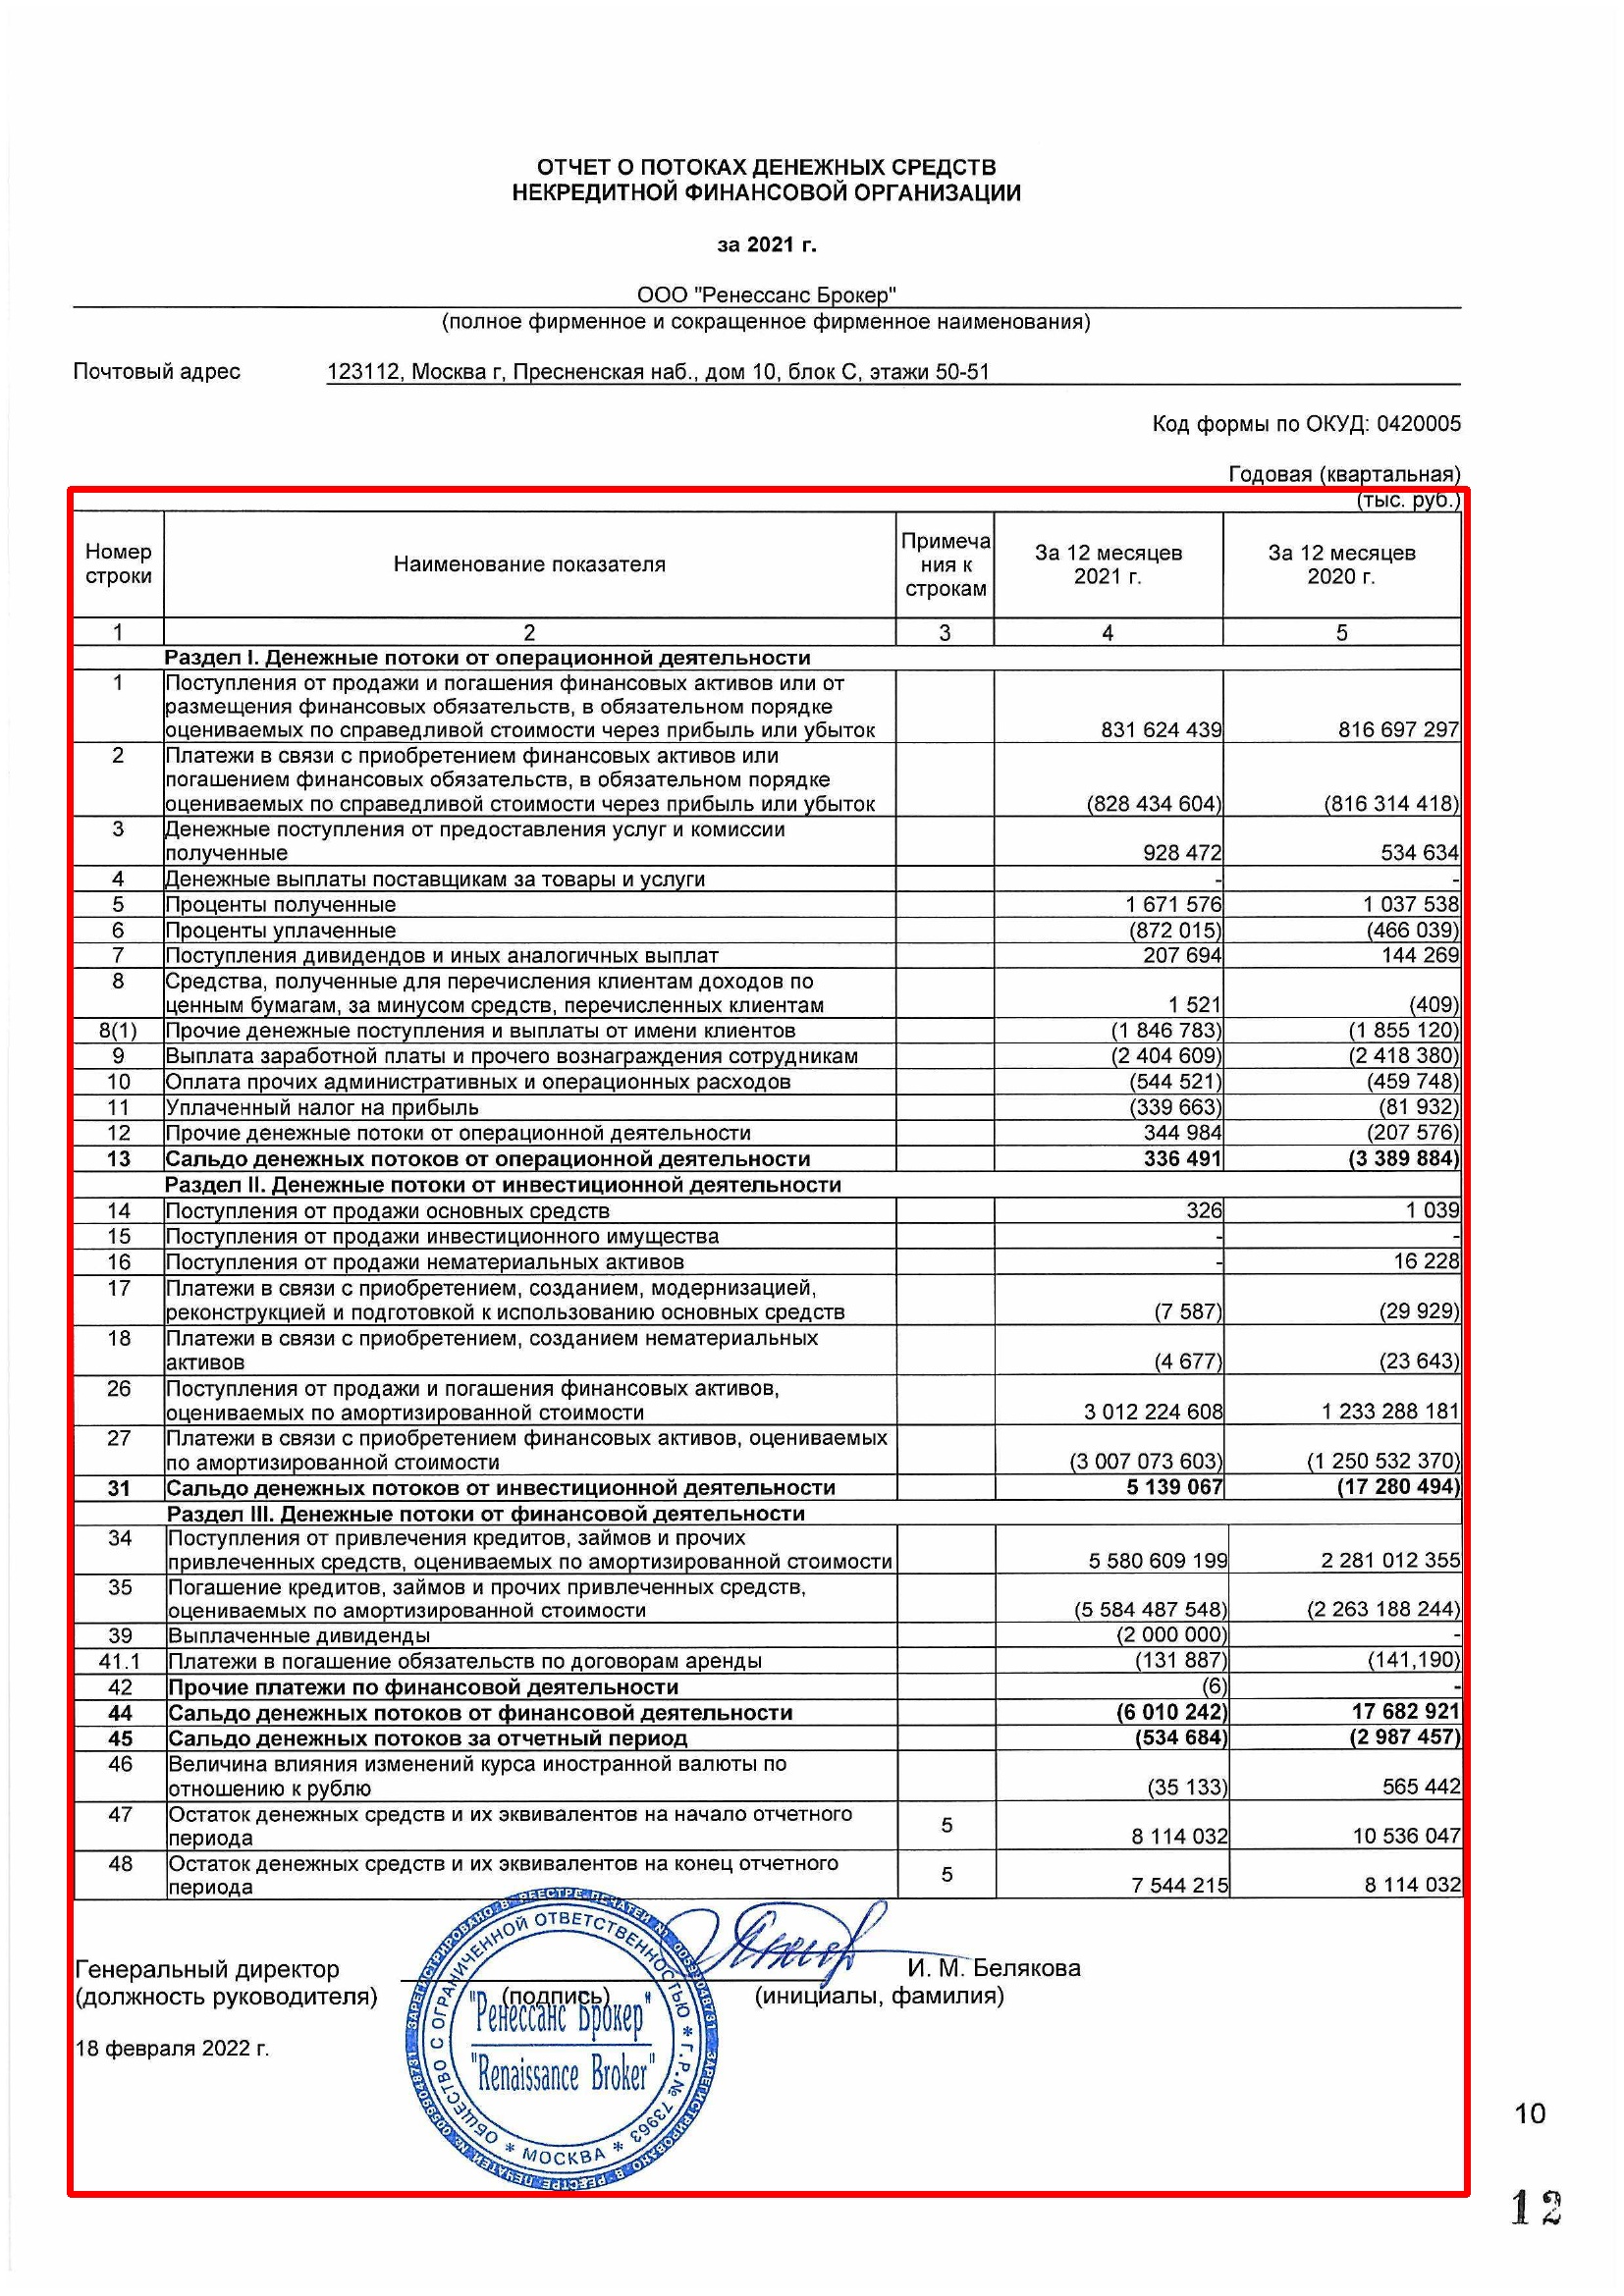 ОТЧЕТ О ПОТОКАХ ДЕНЕЖНЫХ СРЕДСТВ
НЕКРЕДИТНОЙ ФИНАНСОВОЙ ОРГАНИЗАЦИИ
за 2021 г.
ООО "Ренессанс Брокер"
(полное фирменное и сокращенное фирменное наименования)
Почтовый адрес 123112, Москва г, Пресненская наб., дом 10, блок С, этажи 50-51
Код формы по ОКУД: 0420005
Годовая (квартальная)
(тыс. руб.)
Номер строки Наименование показателя Примеча ния к строкам За 12 месяцев 2021 г. За 12 месяцев 2020 г.
1 2 3 4 5
Раздел I. Денежные потоки от операционной деятельности
1 Поступления от продажи и погашения финансовых активов или от
размещения финансовых обязательств, в обязательном порядке
оцениваемых по справедливой стоимости через прибыль или убыток 831 624 439 816 697 297
2 Платежи в связи с приобретением финансовых активов или
погашением финансовых обязательств, в обязательном порядке
оцениваемых по справедливой стоимости через прибыль или убыток (828 434 604) (816 314 418)
3 Денежные поступления от предоставления услуг и комиссии
полученные 928 472 534 634
4 Денежные выплаты поставщикам за товары и услуги - -
5 Проценты полученные 1 671 576 1 037 538
6 Проценты уплаченные (872 015) (466 039)
7 Поступления дивидендов и иных аналогичных выплат 207 694 144 269
8 Средства, полученные для перечисления клиентам доходов по
ценным бумагам, за минусом средств, перечисленных клиентам 1 521 (409)
8(1) Прочие денежные поступления и выплаты от имени клиентов (1 846 783) (1 855 120)
9 Выплата заработной платы и прочего вознаграждения сотрудникам (2 404 609) (2 418 380)
10 Оплата прочих административных и операционных расходов (544 521) (459 748)
11 Уплаченный налог на прибыль (339 663) (81 932)
12 Прочие денежные потоки от операционной деятельности 344 984 (207 576)
13 Сальдо денежных потоков от операционной деятельности 336 491 (3 389 884)
Раздел II. Денежные потоки от инвестиционной деятельности
14 Поступления от продажи основных средств 326 1 039
15 Поступления от продажи инвестиционного имущества - -
16 Поступления от продажи нематериальных активов - 16 228
17 Платежи в связи с приобретением, созданием, модернизацией,
реконструкцией и подготовкой к использованию основных средств (7 587) (29 929)
18 Платежи в связи с приобретением, созданием нематериальных
активов (4 677) (23 643)
26 Поступления от продажи и погашения финансовых активов,
оцениваемых по амортизированной стоимости 3 012 224 608 1 233 288 181
27 Платежи в связи с приобретением финансовых активов, оцениваемых
по амортизированной стоимости (3 007 073 603) (1 250 532 370)
31 Сальдо денежных потоков от инвестиционной деятельности 5 139 067 (17 280 494)
Раздел III. Денежные потоки от финансовой деятельности
34 Поступления от привлечения кредитов, займов и прочих
привлеченных средств, оцениваемых по амортизированной стоимости 5 580 609 199 2 281 012 355
35 Погашение кредитов, займов и прочих привлеченных средств,
оцениваемых по амортизированной стоимости (5 584 487 548) (2 263 188 244)
39 Выплаченные дивиденды (2 000 000) -
41.1 Платежи в погашение обязательств по договорам аренды (131 887) (141,190)
42 Прочие платежи по финансовой деятельности (6) -
44 Сальдо денежных потоков от финансовой деятельности (6 010 242) 17 682 921
45 Сальдо денежных потоков за отчетный период (534 684) (2 987 457)
46 Величина влияния изменений курса иностранной валюты по
отношению к рублю (35 133) 565 442
47 Остаток денежных средств и их эквивалентов на начало отчетного
периода 5 8 114 032 10 536 047
48 Остаток денежных средств и их эквивалентов на конец отчетного
периода 5 7 544 215 8 114 032
Генеральный директор И. М. Белякова
(должность руководителя) (подпись) (инициалы, фамилия)
18 февраля 2022 г.
ОБЩЕСТВО С ОГРАНИЧЕННОЙ ОТВЕТСТВЕННОСТЬЮ * Г.Р.№ 73963 * МОСКВА *
"Ренессанс Брокер"
"Renaissance Broker"
10
12